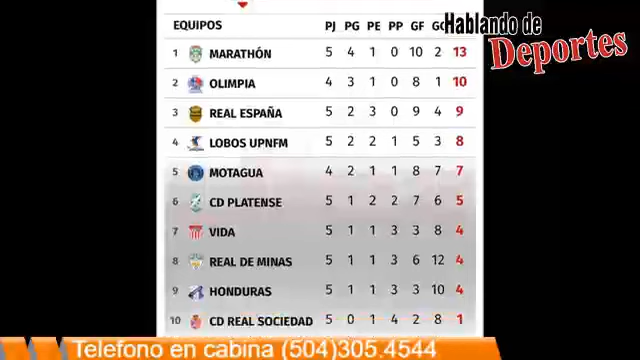 Hablando de
Deportes
EQUIPOS PJ PG PE PP GF GC
1 MARATHÓN 5 4 1 0 10 2 13
2 OLIMPIA 4 3 1 0 8 1 10
3 REAL ESPAÑA 5 2 3 0 9 4 9
4 LOBOS UPNFM 5 2 2 1 5 3 8
5 MOTAGUA 4 2 1 1 8 7 7
6 CD PLATENSE 5 1 2 2 7 6 5
7 VIDA 5 1 1 3 3 8 4
8 REAL DE MINAS 5 1 1 3 6 12 4
9 HONDURAS 5 1 1 3 3 10 4
10 CD REAL SOCIEDAD 5 0 1 4 2 8 1
Telefono en cabina (504)305.4544